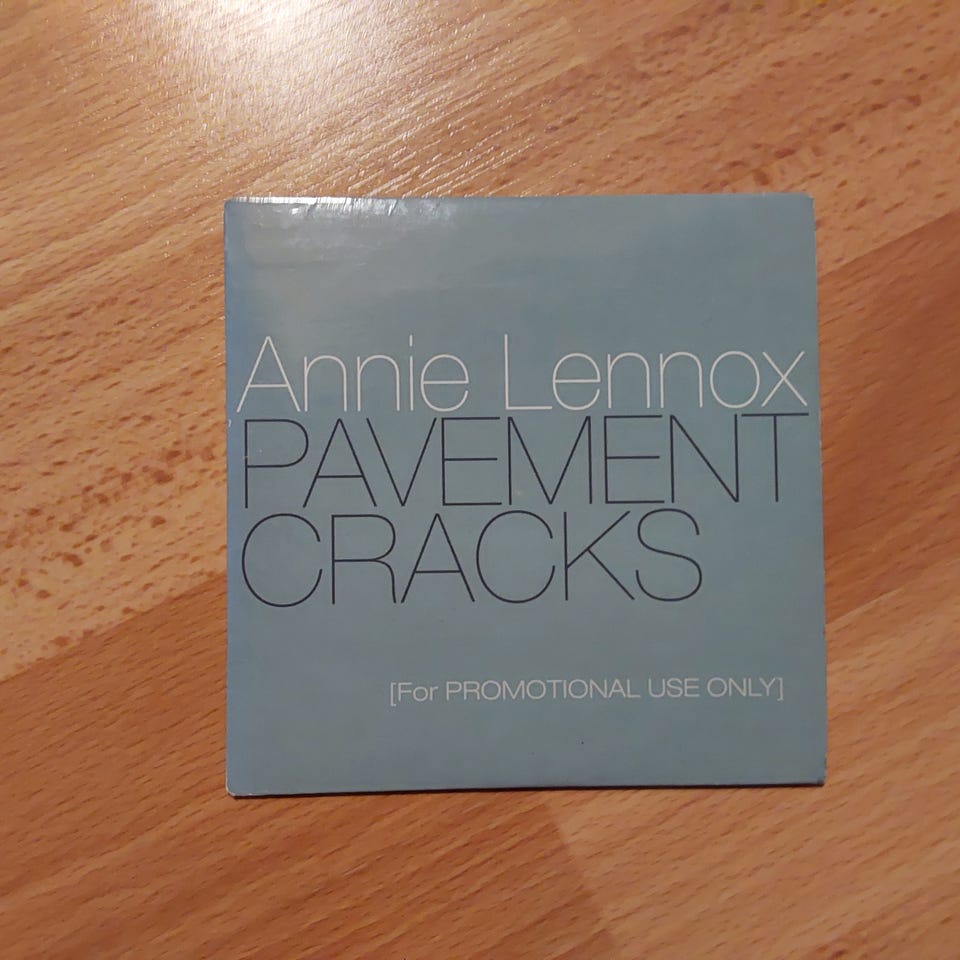 Annie Lennox
PAVEMENT
CRACKS
[For PROMOTIONAL USE ONLY]